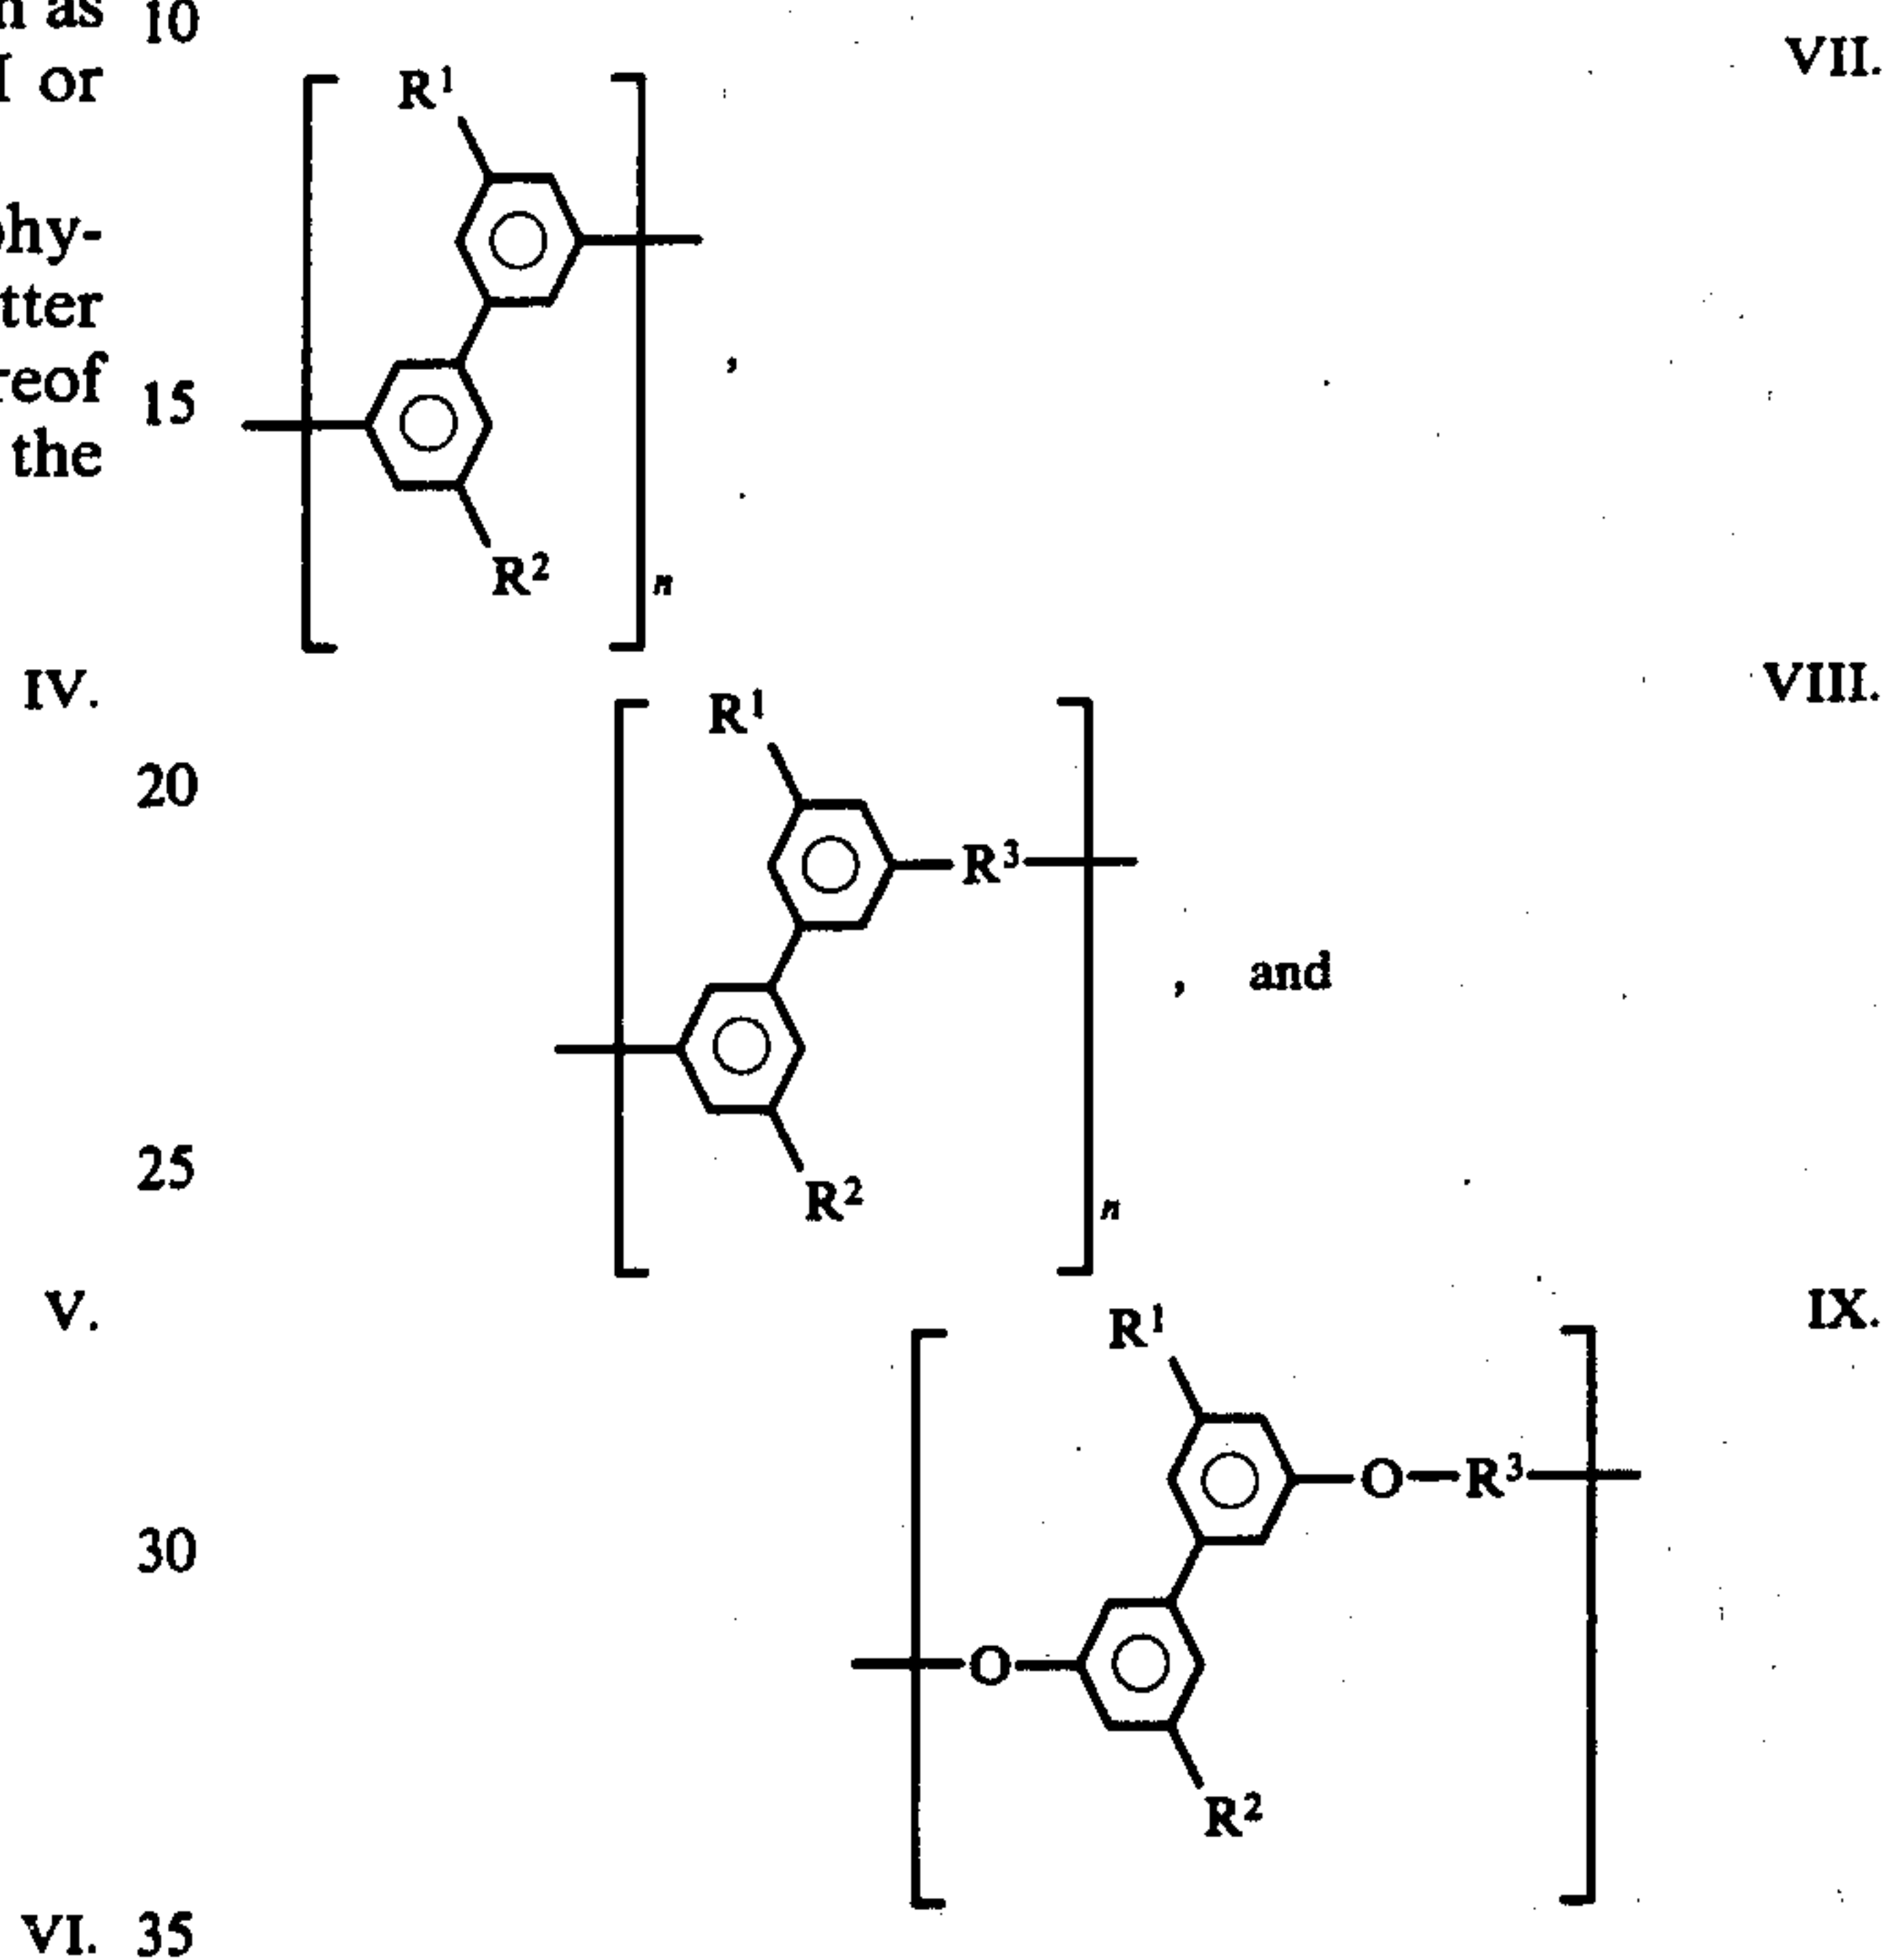 n as
10
VII.
I or
R¹
phy-
tter
,
reof
15
the
R²
n
IV.
VIII.
R¹
20
R³
, and
25
R²
n
V.
IX.
R¹
O—R³
30
O
R²
VI.
35